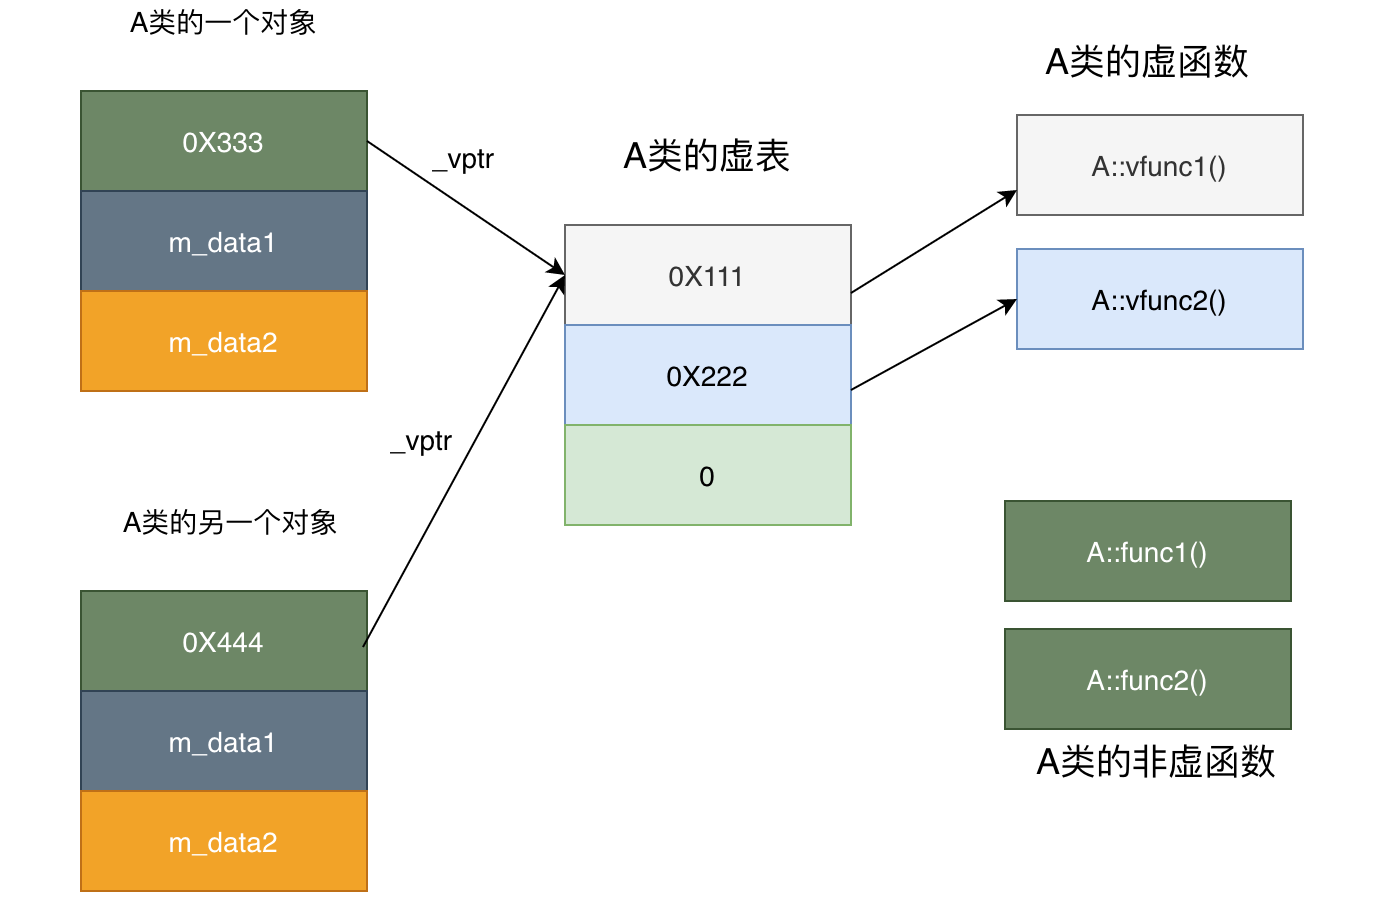 A类的一个对象
0X333
m_data1
m_data2
_vptr
A类的另一个对象
0X444
m_data1
m_data2
_vptr
A类的虚表
0X111
0X222
0
A类的虚函数
A::vfunc1()
A::vfunc2()
A::func1()
A::func2()
A类的非虚函数